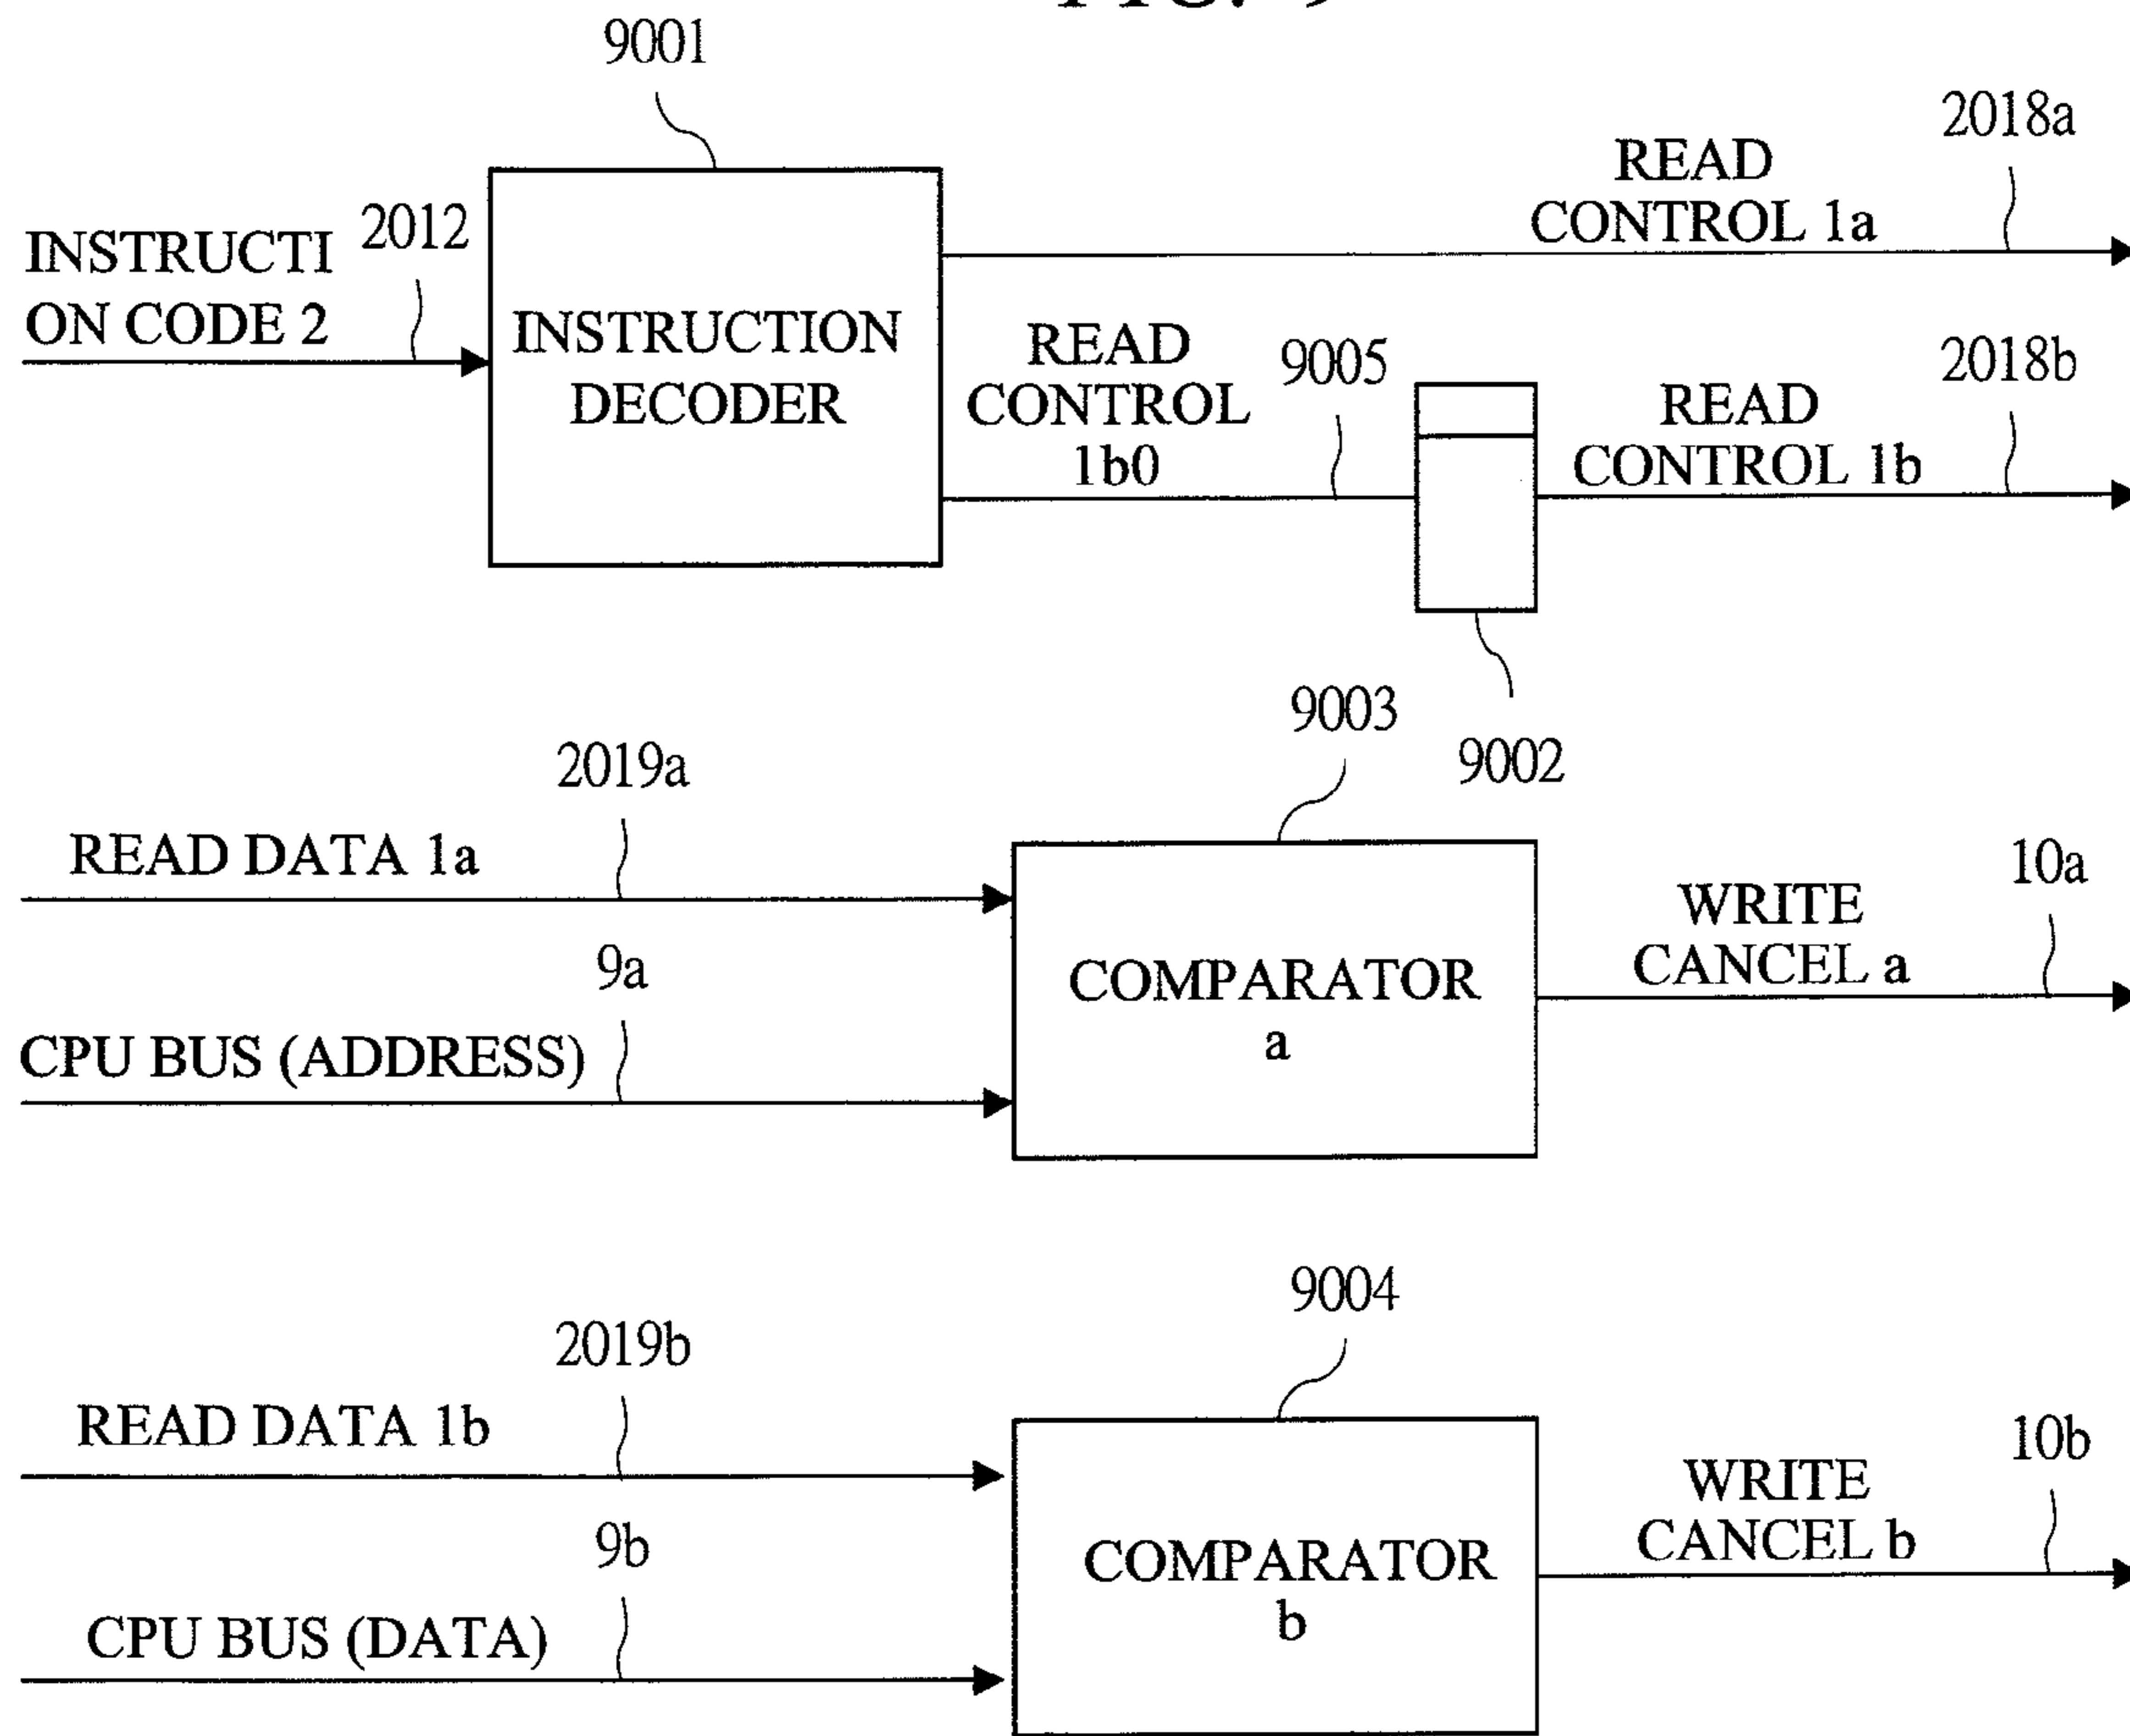 9001
2018a
READ
CONTROL 1a
2012
INSTRUCTI
ON CODE 2
INSTRUCTION
DECODER
READ
CONTROL
1b0
9005
2018b
READ
CONTROL 1b
9002
9003
2019a
READ DATA 1a
9a
CPU BUS (ADDRESS)
COMPARATOR
a
WRITE
CANCEL a
10a
9004
2019b
READ DATA 1b
9b
CPU BUS (DATA)
COMPARATOR
b
WRITE
CANCEL b
10b